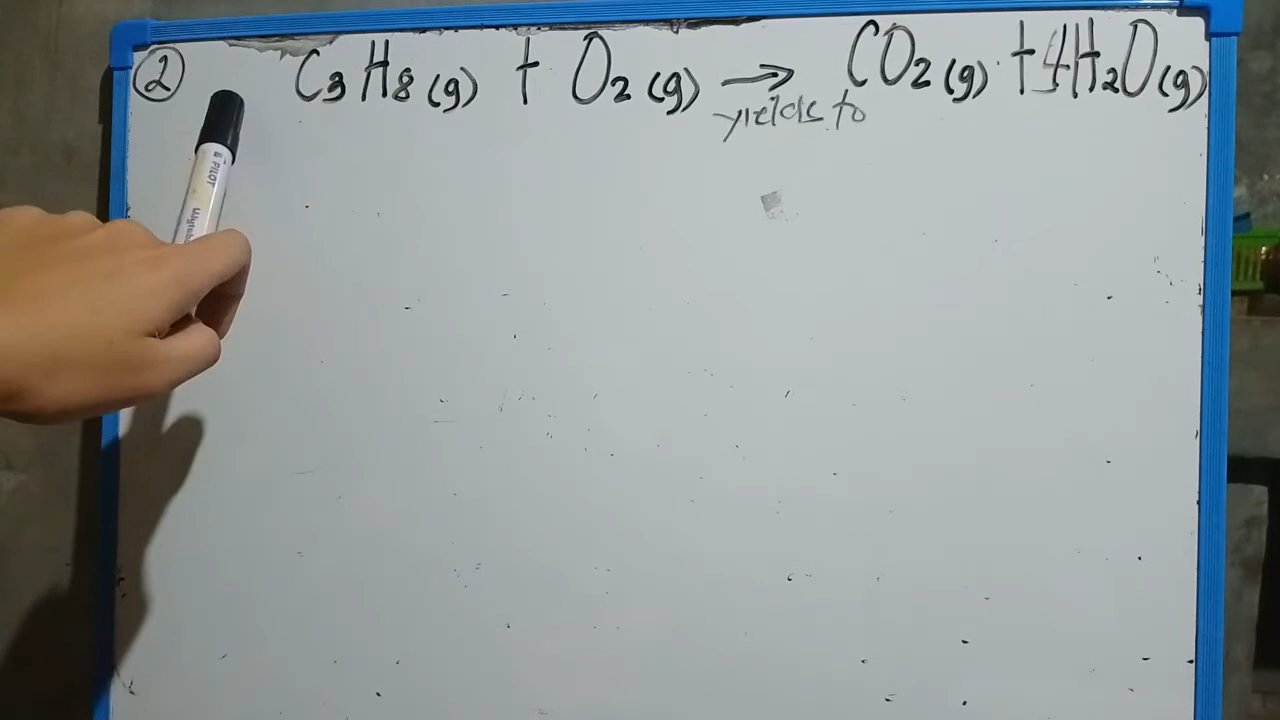 ② C3H8(g) + O2(g) → CO2(g) + 4H2O(g)
yields to
PILOT